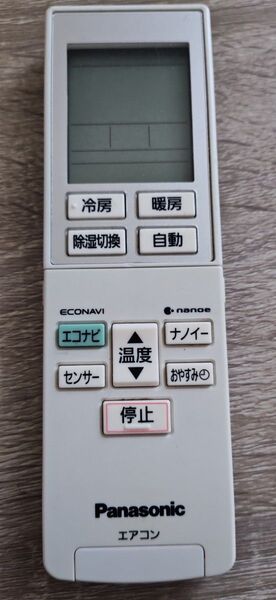 冷房 暖房
除湿切換 自動
ECONAVI nanoe
エコナビ ▲ ナノイー
温度
センサー ▼ おやすみ
停止
Panasonic
エアコン